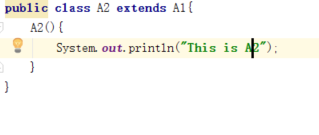 public class A2 extends A1{
A2(){
System.out.println("This is A2");
}
}